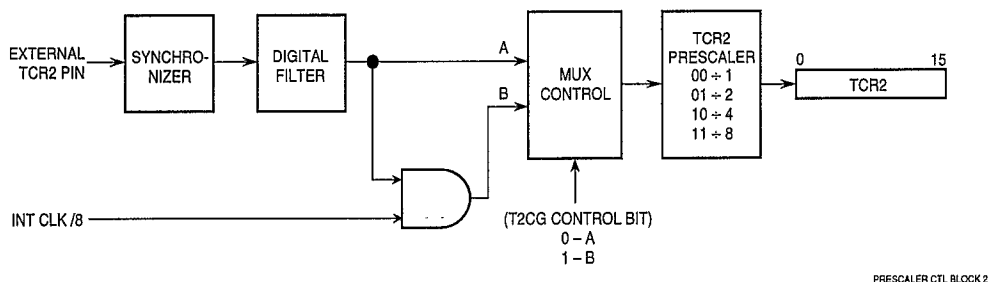 EXTERNAL
TCR2 PIN
SYNCHRO-
NIZER
DIGITAL
FILTER
A
B
MUX
CONTROL
TCR2
PRESCALER
00 ÷ 1
01 ÷ 2
10 ÷ 4
11 ÷ 8
0 15
TCR2
INT CLK /8
(T2CG CONTROL BIT)
0 – A
1 – B
PRESCALER CTL BLOCK 2